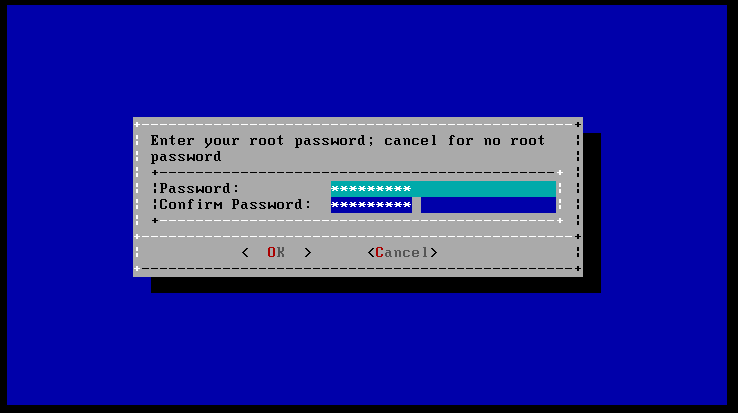 Enter your root password; cancel for no root
password
Password: *********
Confirm Password: *********
<  OK  > <Cancel>